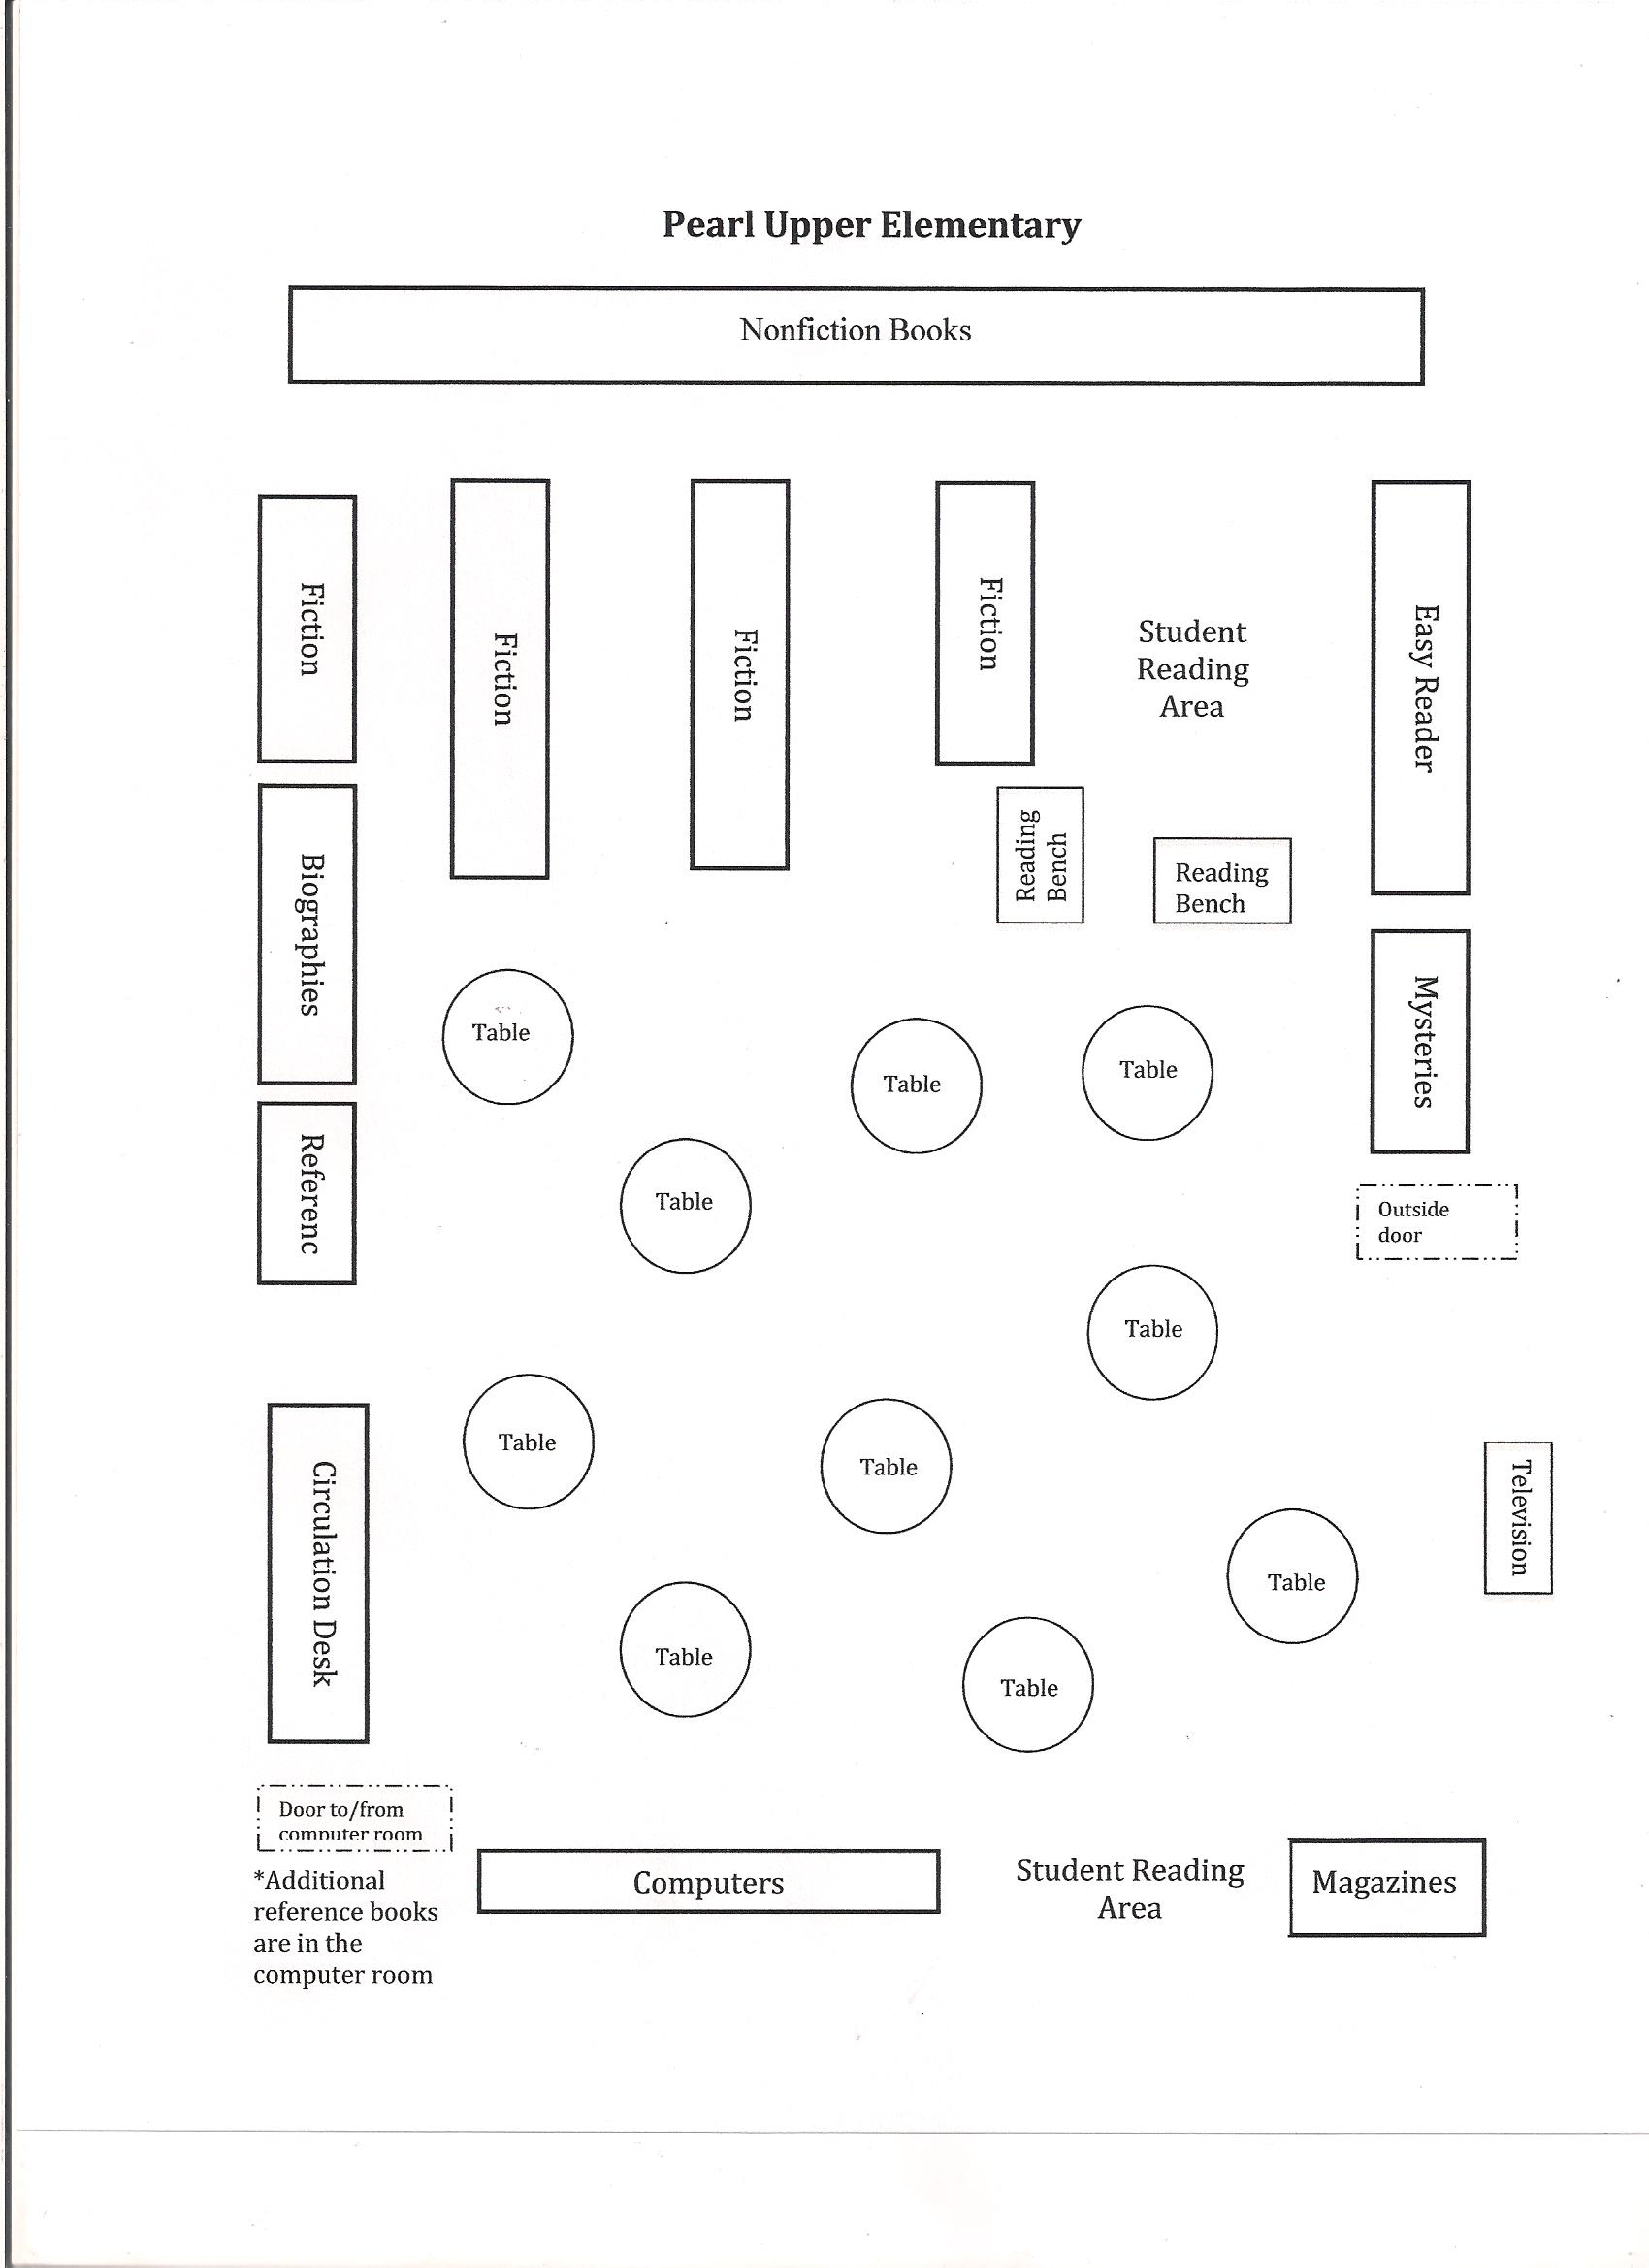 Pearl Upper Elementary
Nonfiction Books
Fiction
Fiction
Fiction
Fiction
Student
Reading
Area
Easy Reader
Biographies
Reading
Bench
Reading
Bench
Mysteries
Table
Table
Table
Referenc
Table
Outside
door
Table
Circulation Desk
Table
Table
Television
Table
Table
Table
Door to/from
computer room
*Additional
reference books
are in the
computer room
Computers
Student Reading
Area
Magazines